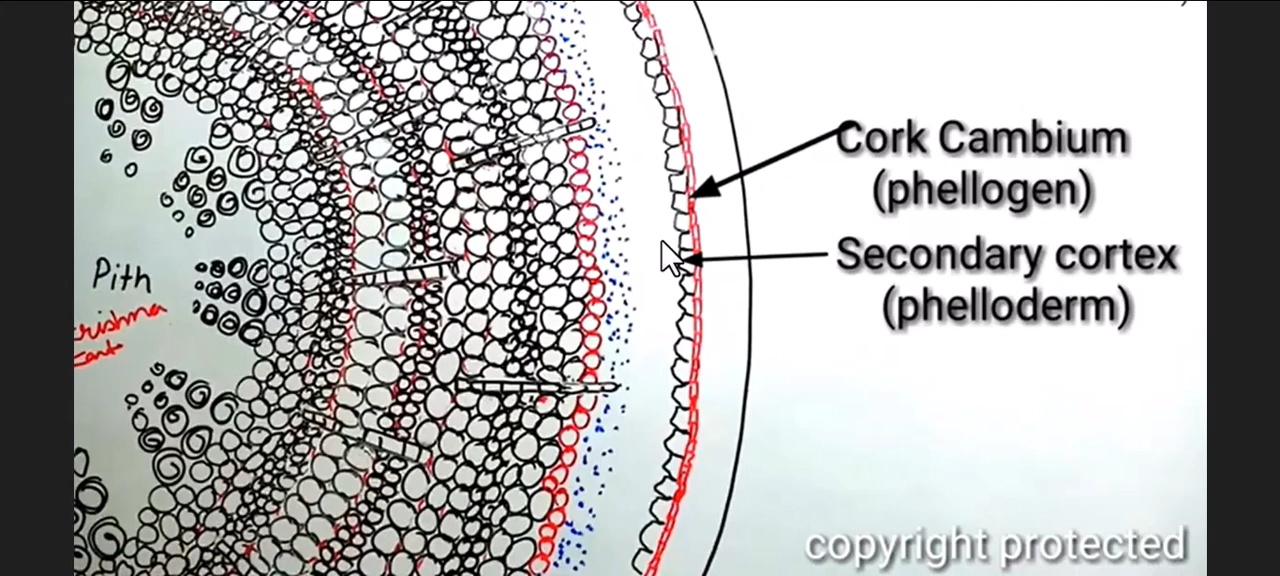 Cork Cambium
(phellogen)
Secondary cortex
(phelloderm)
Pith
copyright protected